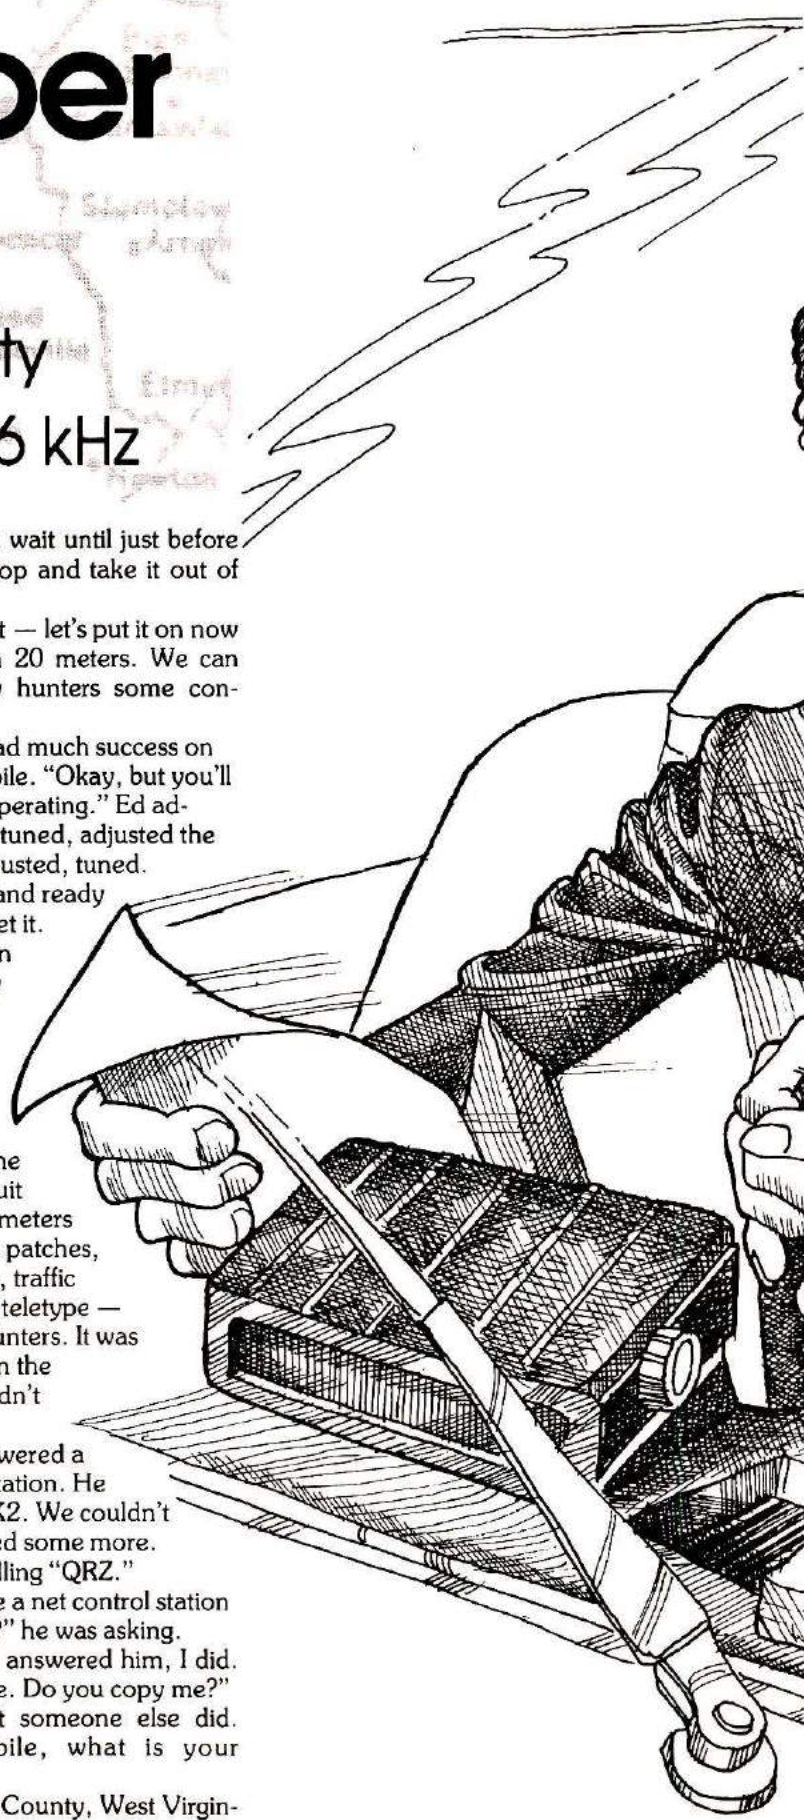 per
ty
6 kHz
wait until just before
op and take it out of
t — let's put it on now
20 meters. We can
hunters some con-
ad much success on
ile. “Okay, but you'll
perating.” Ed ad-
tuned, adjusted the
usted, tuned.
and ready
et it.
n
he
uit
meters
patches,
, traffic
teletype —
unters. It was
n the
dn't
wered a
tation. He
K2. We couldn't
ed some more.
lling “QRZ.”
e a net control station
?” he was asking.
answered him, I did.
e. Do you copy me?”
t someone else did.
bile, what is your
County, West Virgin-